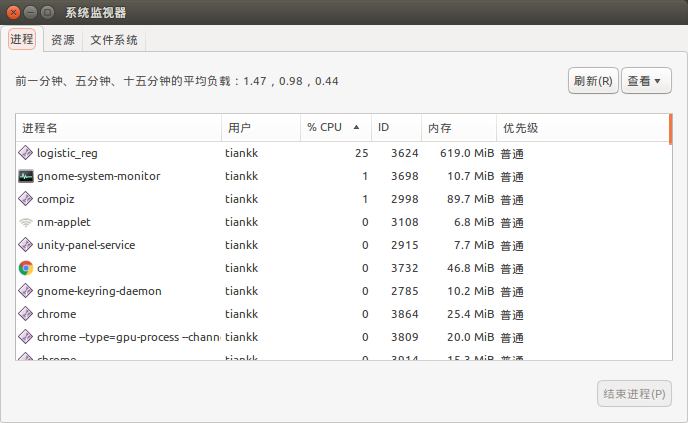 系统监视器
进程 资源 文件系统
前一分钟、五分钟、十五分钟的平均负载：1.47，0.98，0.44 刷新(R) 查看
进程名 用户 % CPU ID 内存 优先级
logistic_reg tiankk 25 3624 619.0 MiB 普通
gnome-system-monitor tiankk 1 3698 10.7 MiB 普通
compiz tiankk 1 2998 89.7 MiB 普通
nm-applet tiankk 0 3108 6.8 MiB 普通
unity-panel-service tiankk 0 2915 7.7 MiB 普通
chrome tiankk 0 3732 46.8 MiB 普通
gnome-keyring-daemon tiankk 0 2785 10.2 MiB 普通
chrome tiankk 0 3864 25.4 MiB 普通
chrome --type=gpu-process --chann tiankk 0 3809 20.0 MiB 普通
chrome tiankk 0 3914 15.3 MiB 普通
结束进程(P)